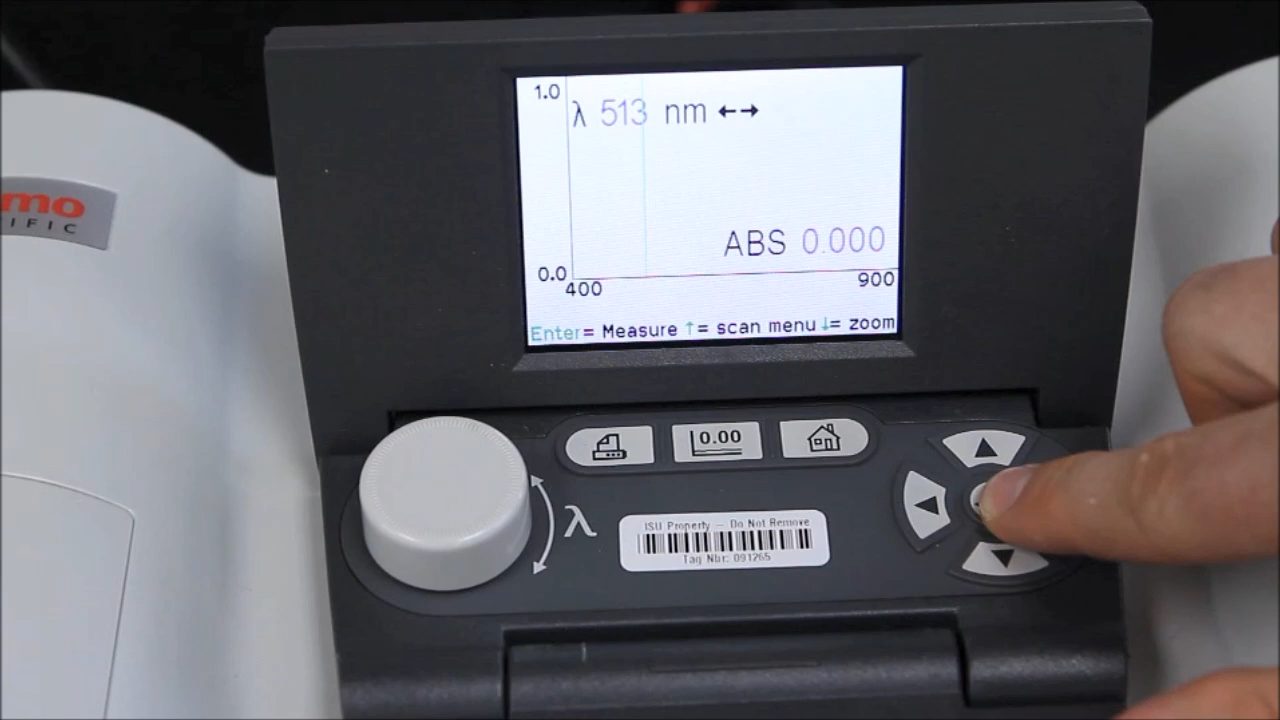 1.0
λ 513 nm ↔
ABS 0.000
0.0
400
900
Enter= Measure ↑= scan menu ↓= zoom
mo
IFIC
0.00
λ
ISU Property - Do Not Remove
Tag Nbr: 091265